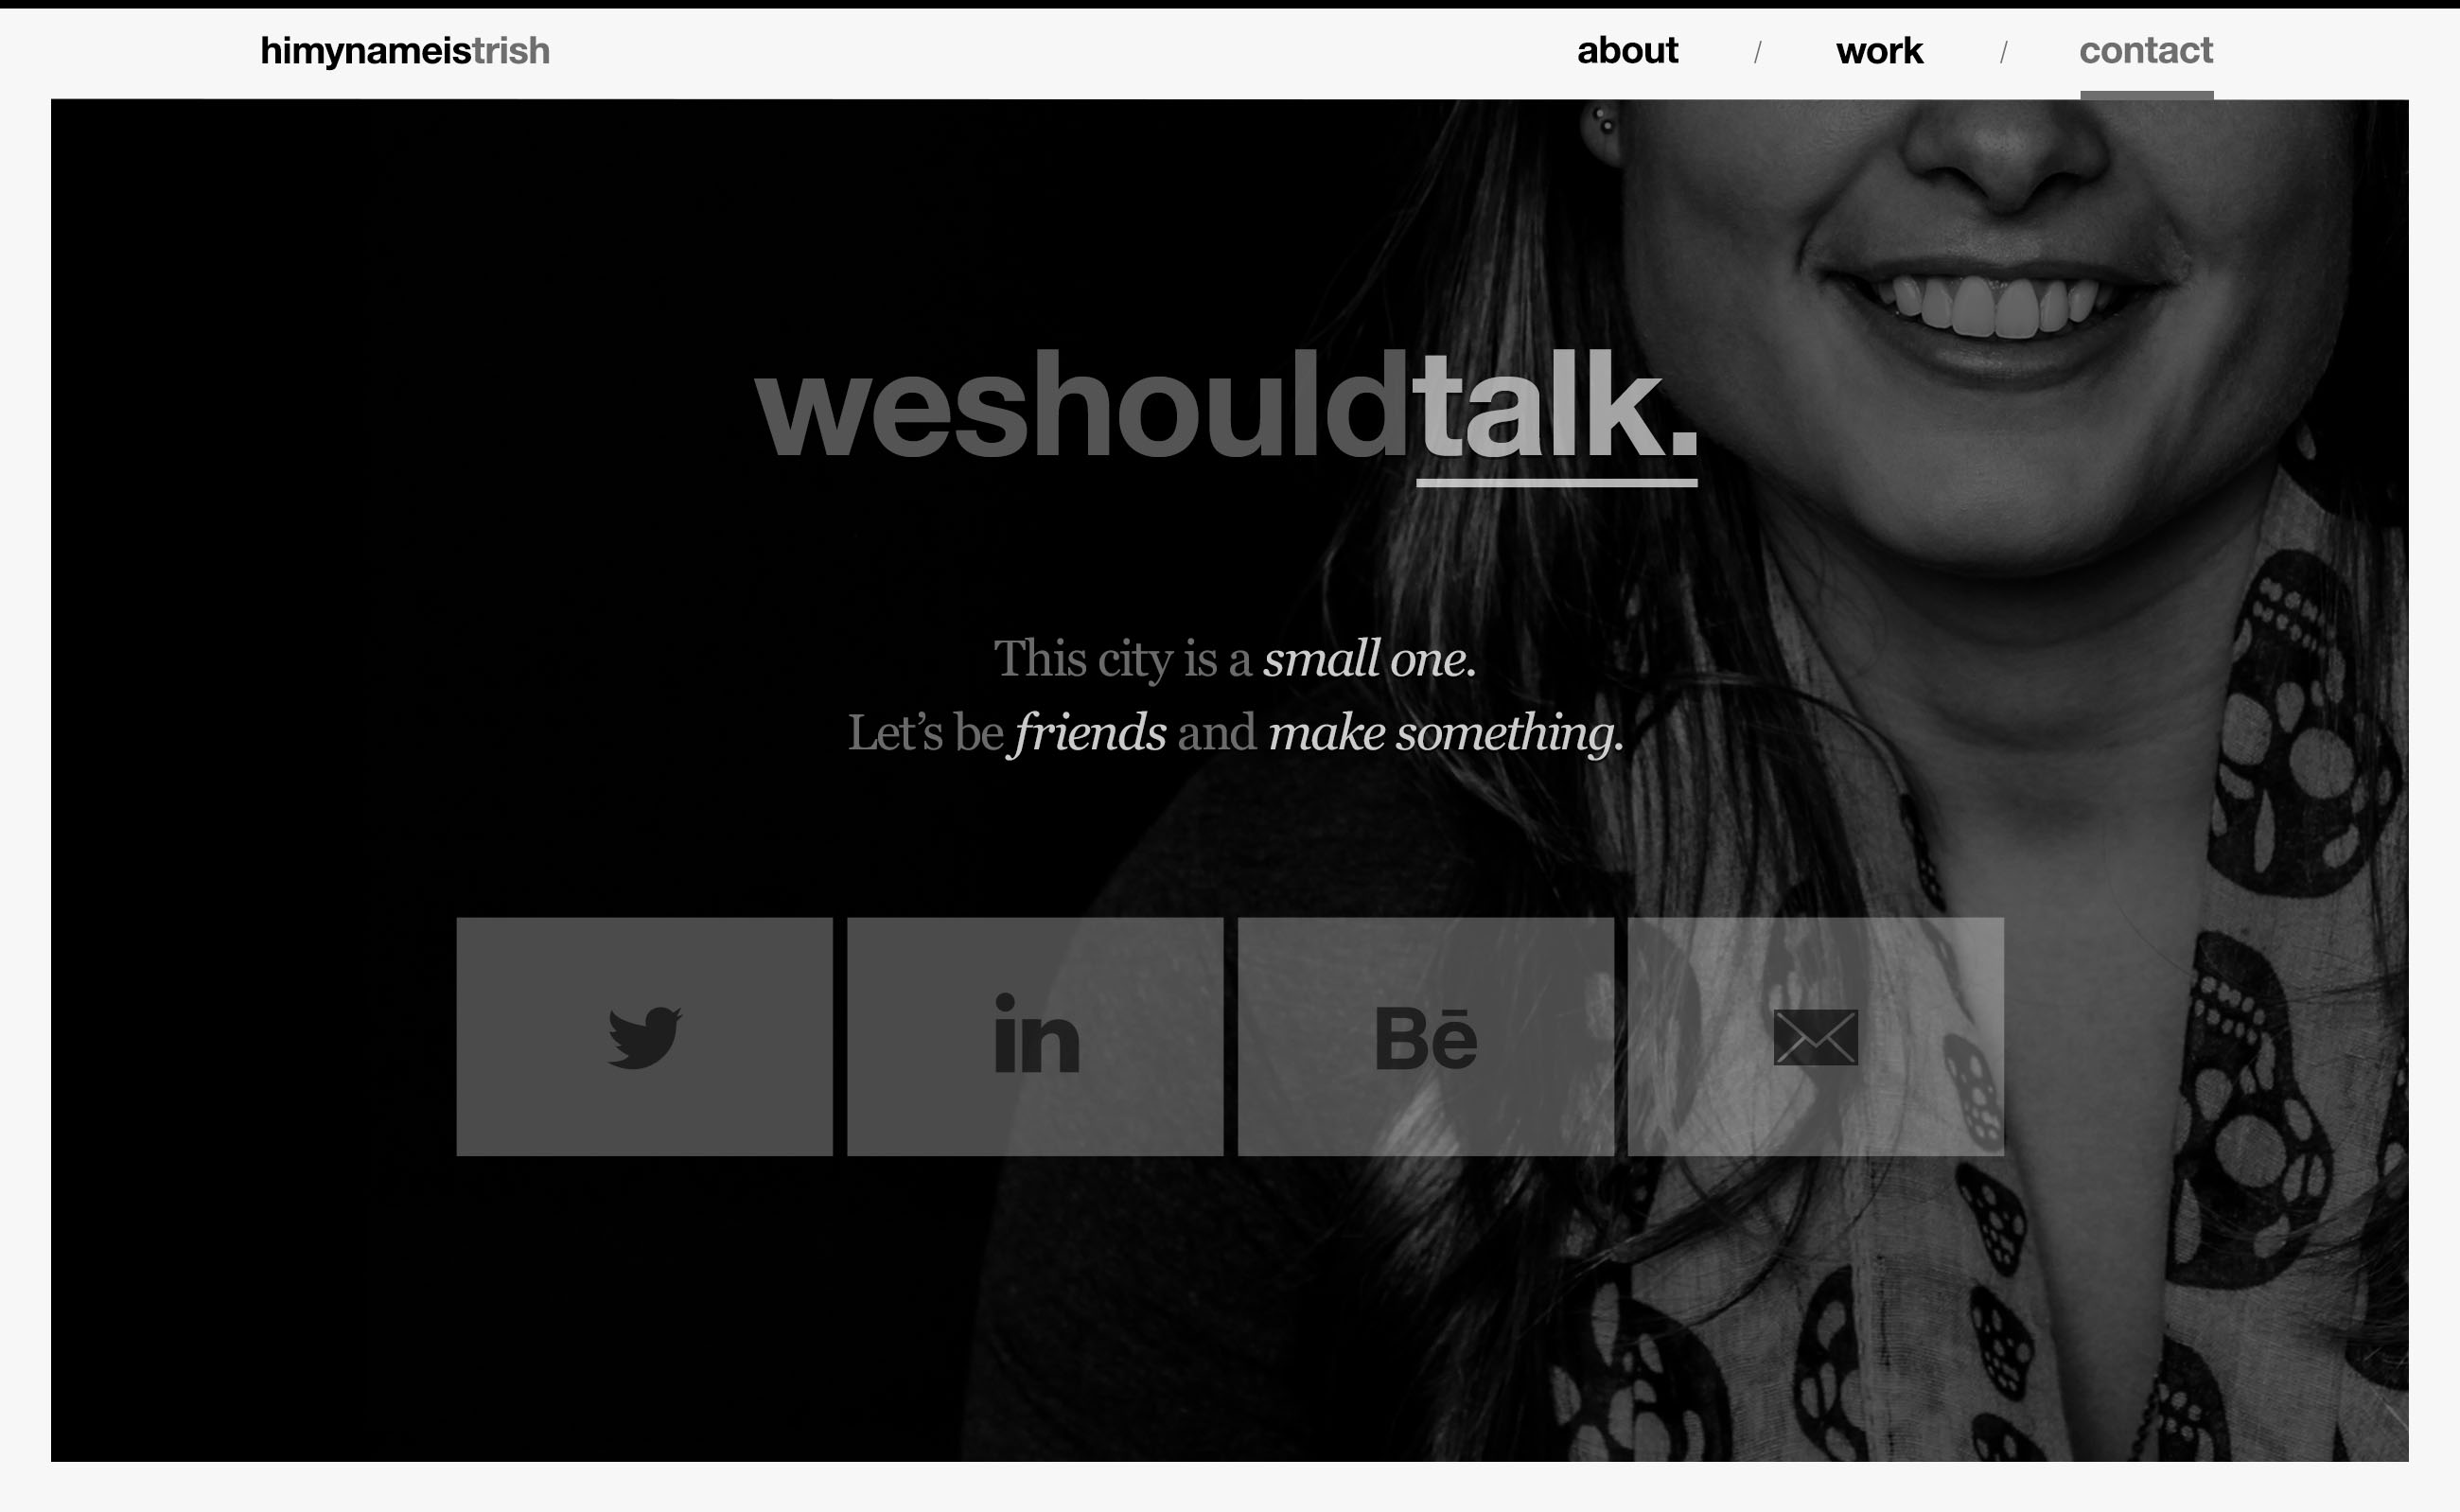 himynameistrish
about / work / contact
weshouldtalk.
This city is a small one.
Let’s be friends and make something.
in
Bē